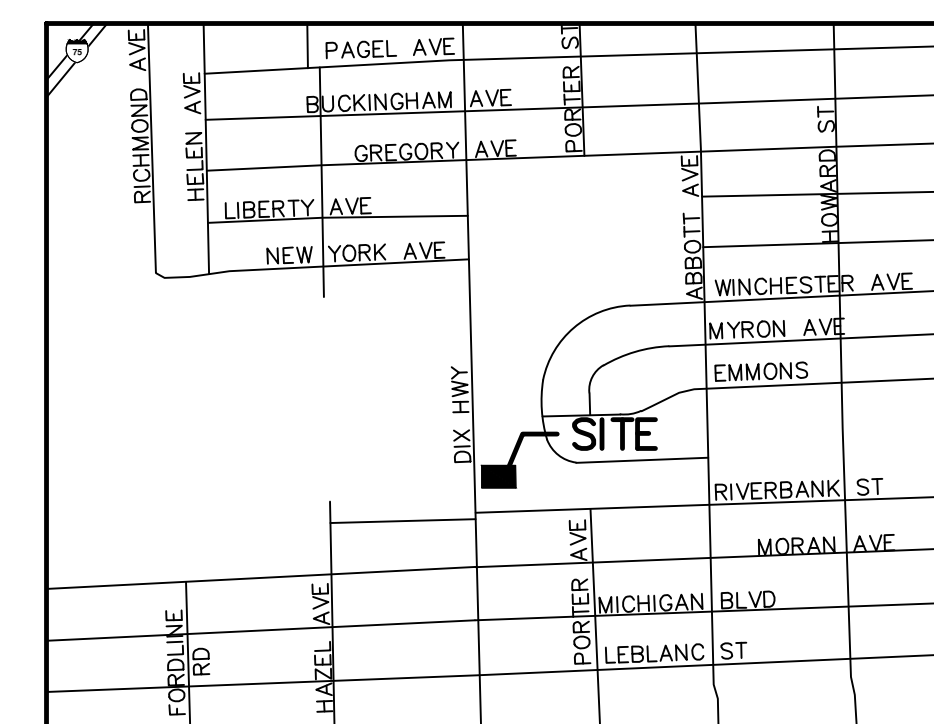 75
RICHMOND AVE
HELEN AVE
PAGEL AVE
BUCKINGHAM AVE
GREGORY AVE
LIBERTY AVE
NEW YORK AVE
PORTER ST
ABBOTT AVE
HOWARD ST
WINCHESTER AVE
MYRON AVE
EMMONS
DIX HWY
SITE
RIVERBANK ST
MORAN AVE
PORTER AVE
MICHIGAN BLVD
LEBLANC ST
FORDLINE
RD
HAZEL AVE